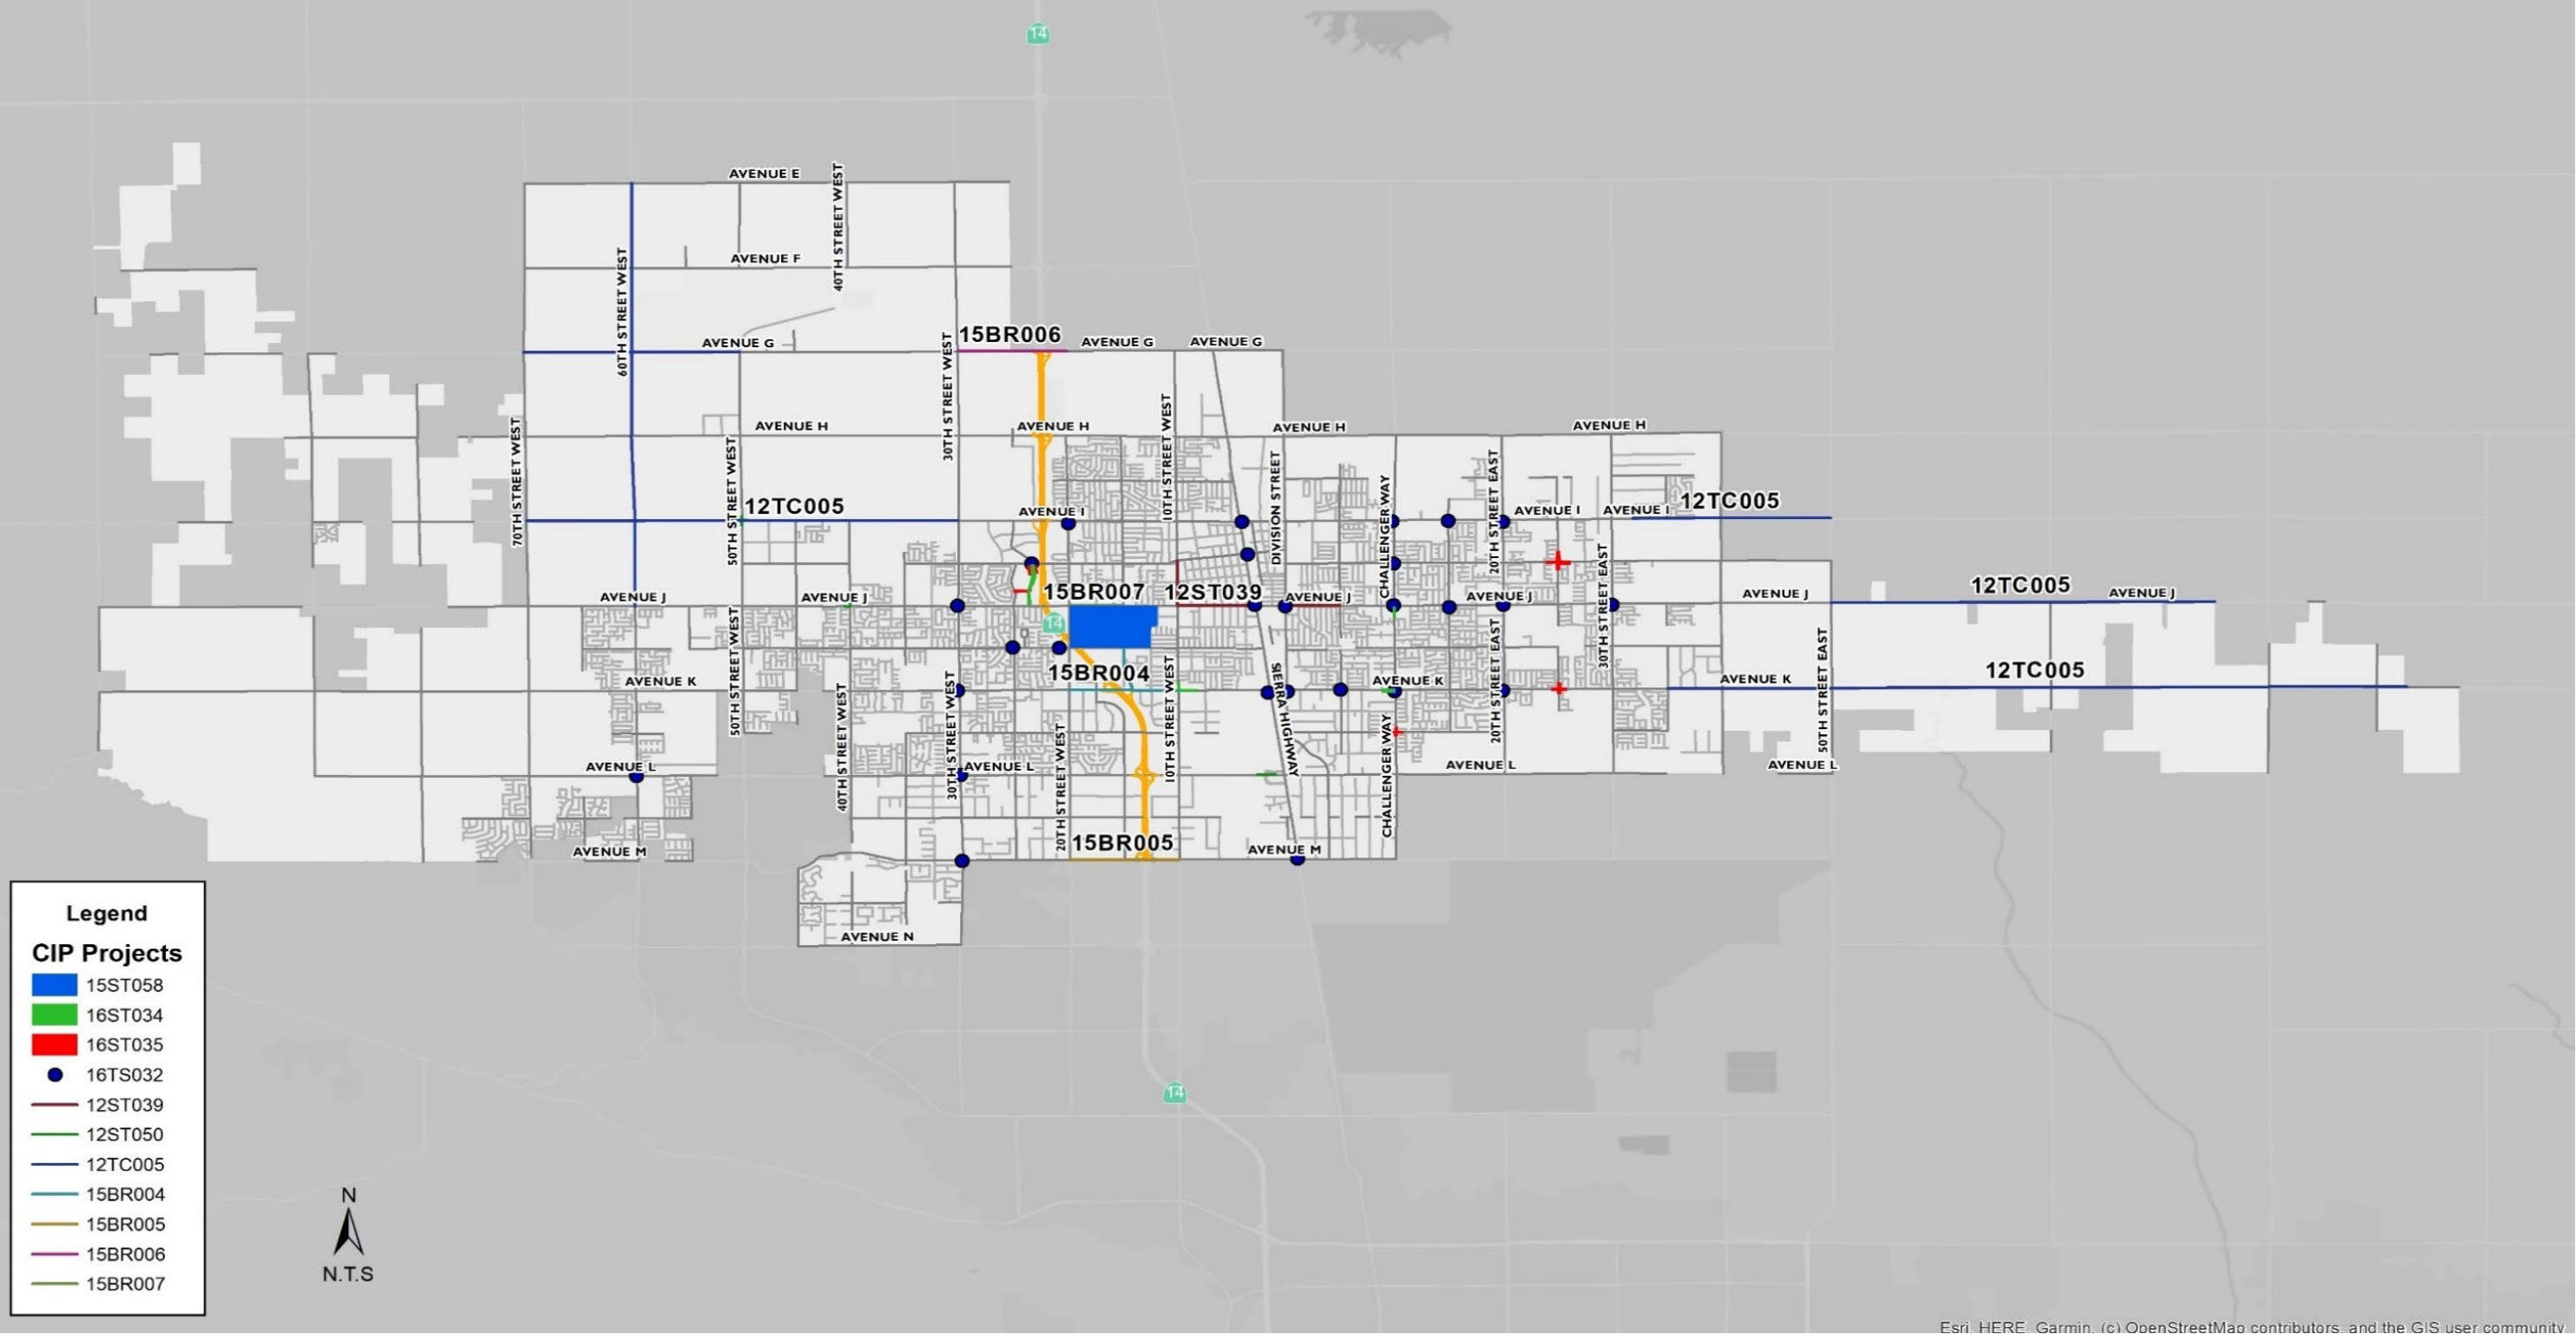 14
AVENUE E
40TH STREET WEST
60TH STREET WEST
AVENUE F
15BR006
AVENUE G
AVENUE G
AVENUE G
30TH STREET WEST
70TH STREET WEST
AVENUE H
AVENUE H
AVENUE H
AVENUE H
50TH STREET WEST
10TH STREET WEST
DIVISION STREET
CHALLENGER WAY
20TH STREET EAST
12TC005
AVENUE I
AVENUE I
AVENUE I
12TC005
30TH STREET EAST
AVENUE J
AVENUE J
15BR007
12ST039
AVENUE J
AVENUE J
AVENUE J
12TC005
AVENUE J
14
50TH STREET WEST
AVENUE K
40TH STREET WEST
30TH STREET WEST
15BR004
20TH STREET WEST
10TH STREET WEST
SIERRA HIGHWAY
AVENUE K
CHALLENGER WAY
20TH STREET EAST
AVENUE K
50TH STREET EAST
12TC005
AVENUE L
AVENUE L
AVENUE L
AVENUE L
AVENUE M
15BR005
AVENUE M
AVENUE N
14
Legend
CIP Projects
15ST058
16ST034
16ST035
16TS032
12ST039
12ST050
12TC005
15BR004
15BR005
15BR006
15BR007
N
N.T.S
Esri, HERE, Garmin, (c) OpenStreetMap contributors, and the GIS user community